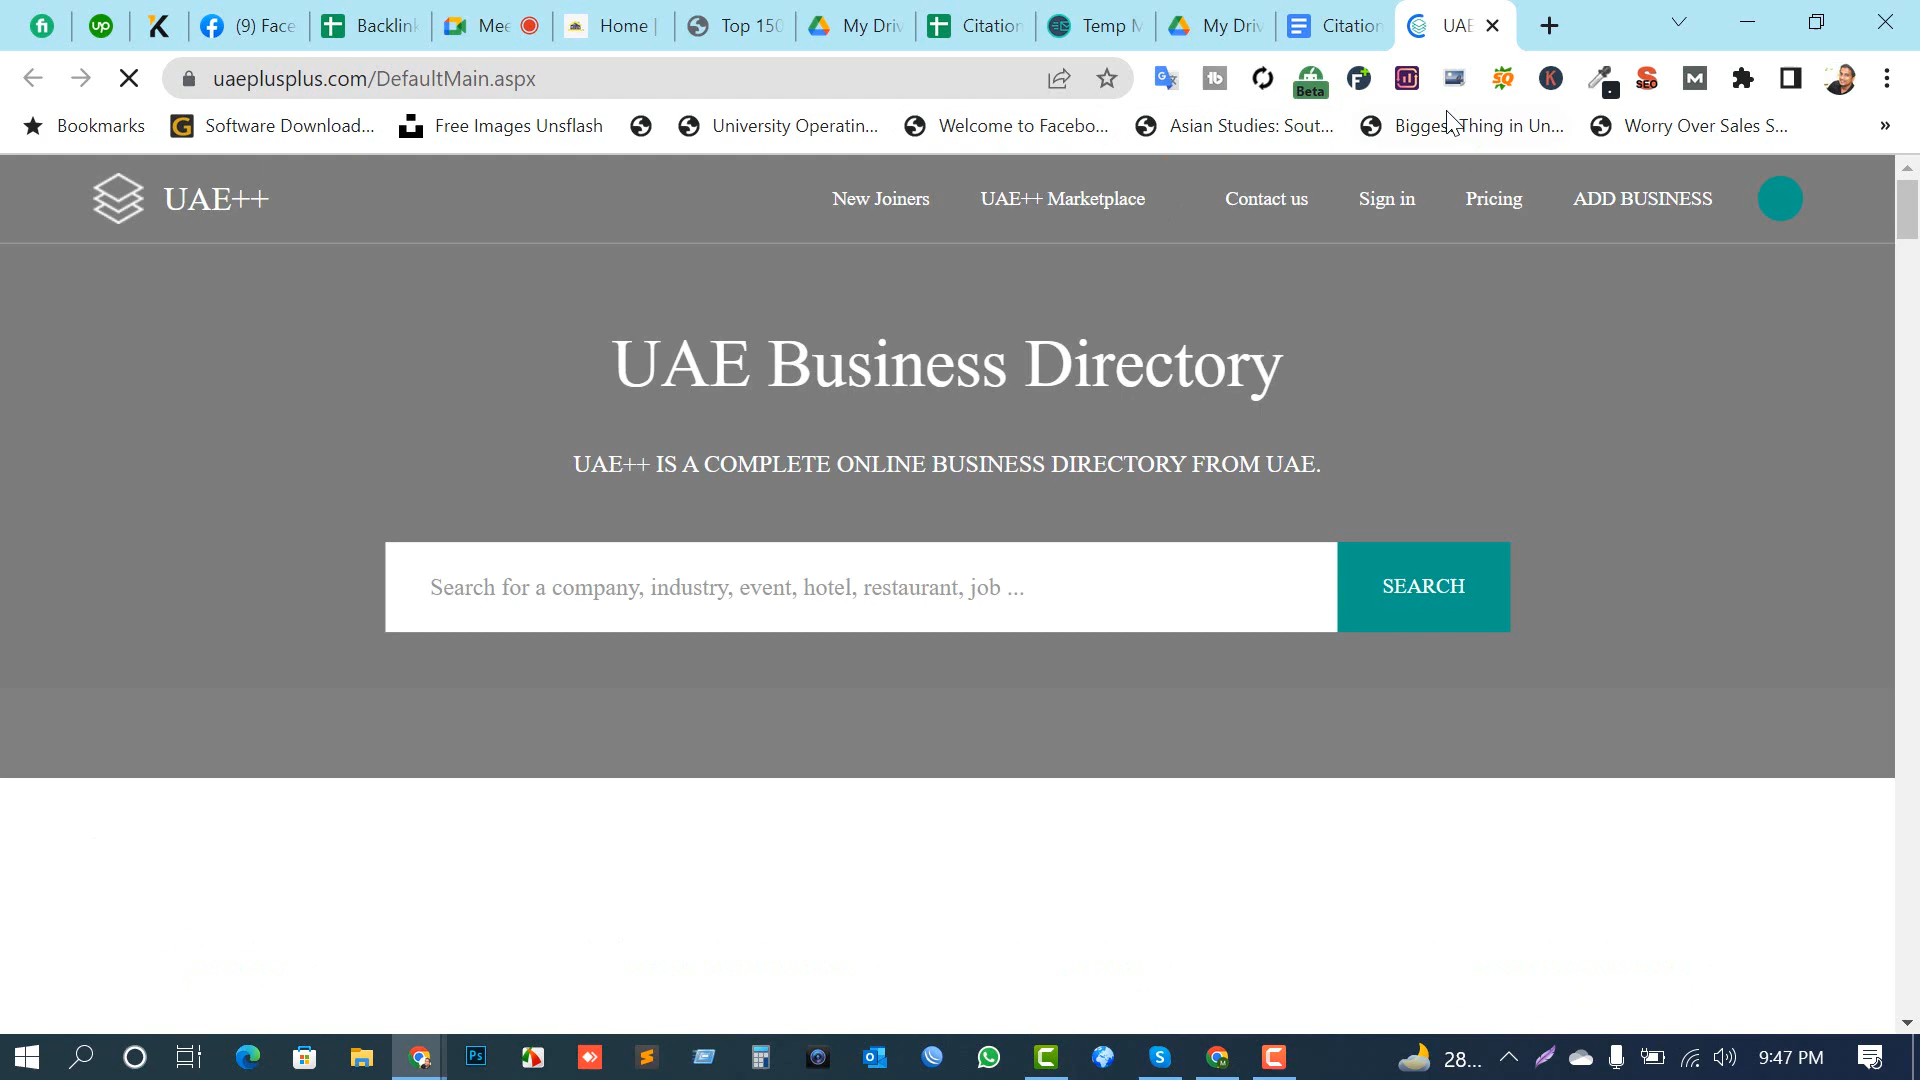 (9) Face
Backlink
Mee
Home |
Top 150
My Driv
Citation
Temp M
My Driv
Citation
UAE
uaeplusplus.com/DefaultMain.aspx
Beta
SEO
Bookmarks
Software Download...
Free Images Unsflash
University Operatin...
Welcome to Facebo...
Asian Studies: Sout...
Bigges Thing in Un...
Worry Over Sales S...
»
UAE++
New Joiners
UAE++ Marketplace
Contact us
Sign in
Pricing
ADD BUSINESS
UAE Business Directory
UAE++ IS A COMPLETE ONLINE BUSINESS DIRECTORY FROM UAE.
Search for a company, industry, event, hotel, restaurant, job ...
SEARCH
28...
9:47 PM